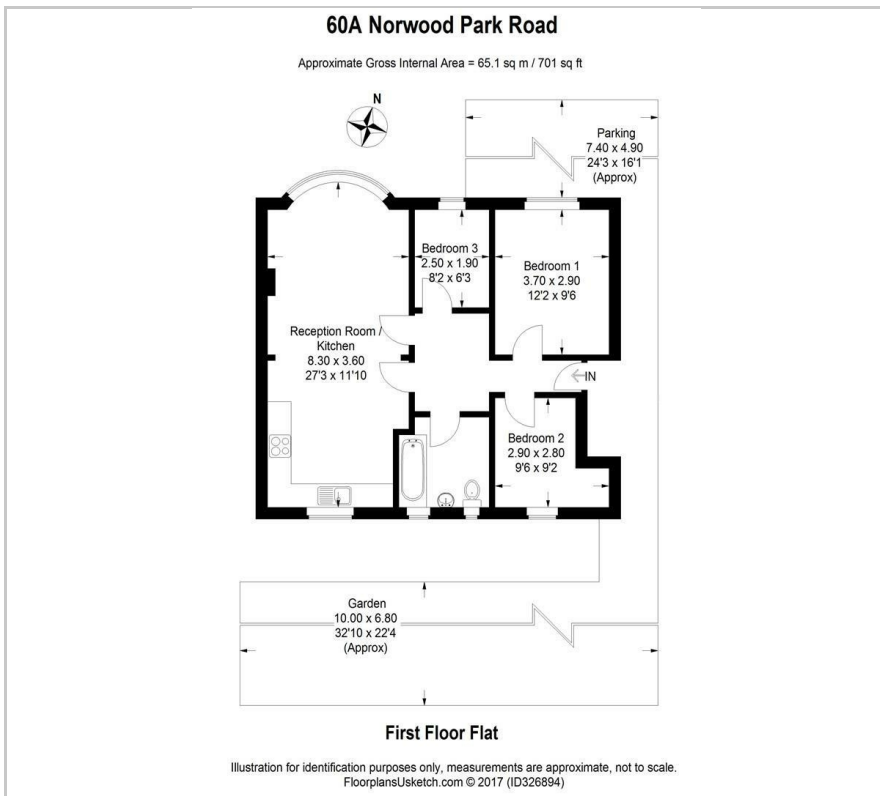 60A Norwood Park Road
Approximate Gross Internal Area = 65.1 sq m / 701 sq ft
N
Parking
7.40 x 4.90
24'3 x 16'1
(Approx)
Bedroom 3
2.50 x 1.90
8'2 x 6'3
Bedroom 1
3.70 x 2.90
12'2 x 9'6
Reception Room /
Kitchen
8.30 x 3.60
27'3 x 11'10
IN
Bedroom 2
2.90 x 2.80
9'6 x 9'2
Garden
10.00 x 6.80
32'10 x 22'4
(Approx)
First Floor Flat
Illustration for identification purposes only, measurements are approximate, not to scale.
FloorplansUsketch.com © 2017 (ID326894)